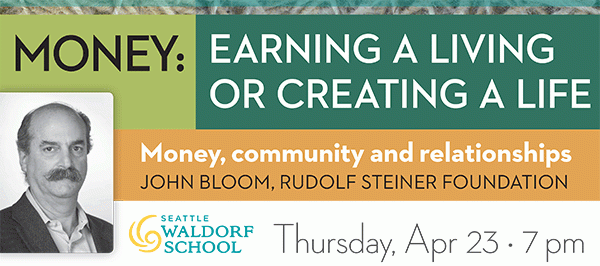 MONEY:
EARNING A LIVING
OR CREATING A LIFE
Money, community and relationships
JOHN BLOOM, RUDOLF STEINER FOUNDATION
SEATTLE
WALDORF
SCHOOL
Thursday, Apr 23 • 7 pm